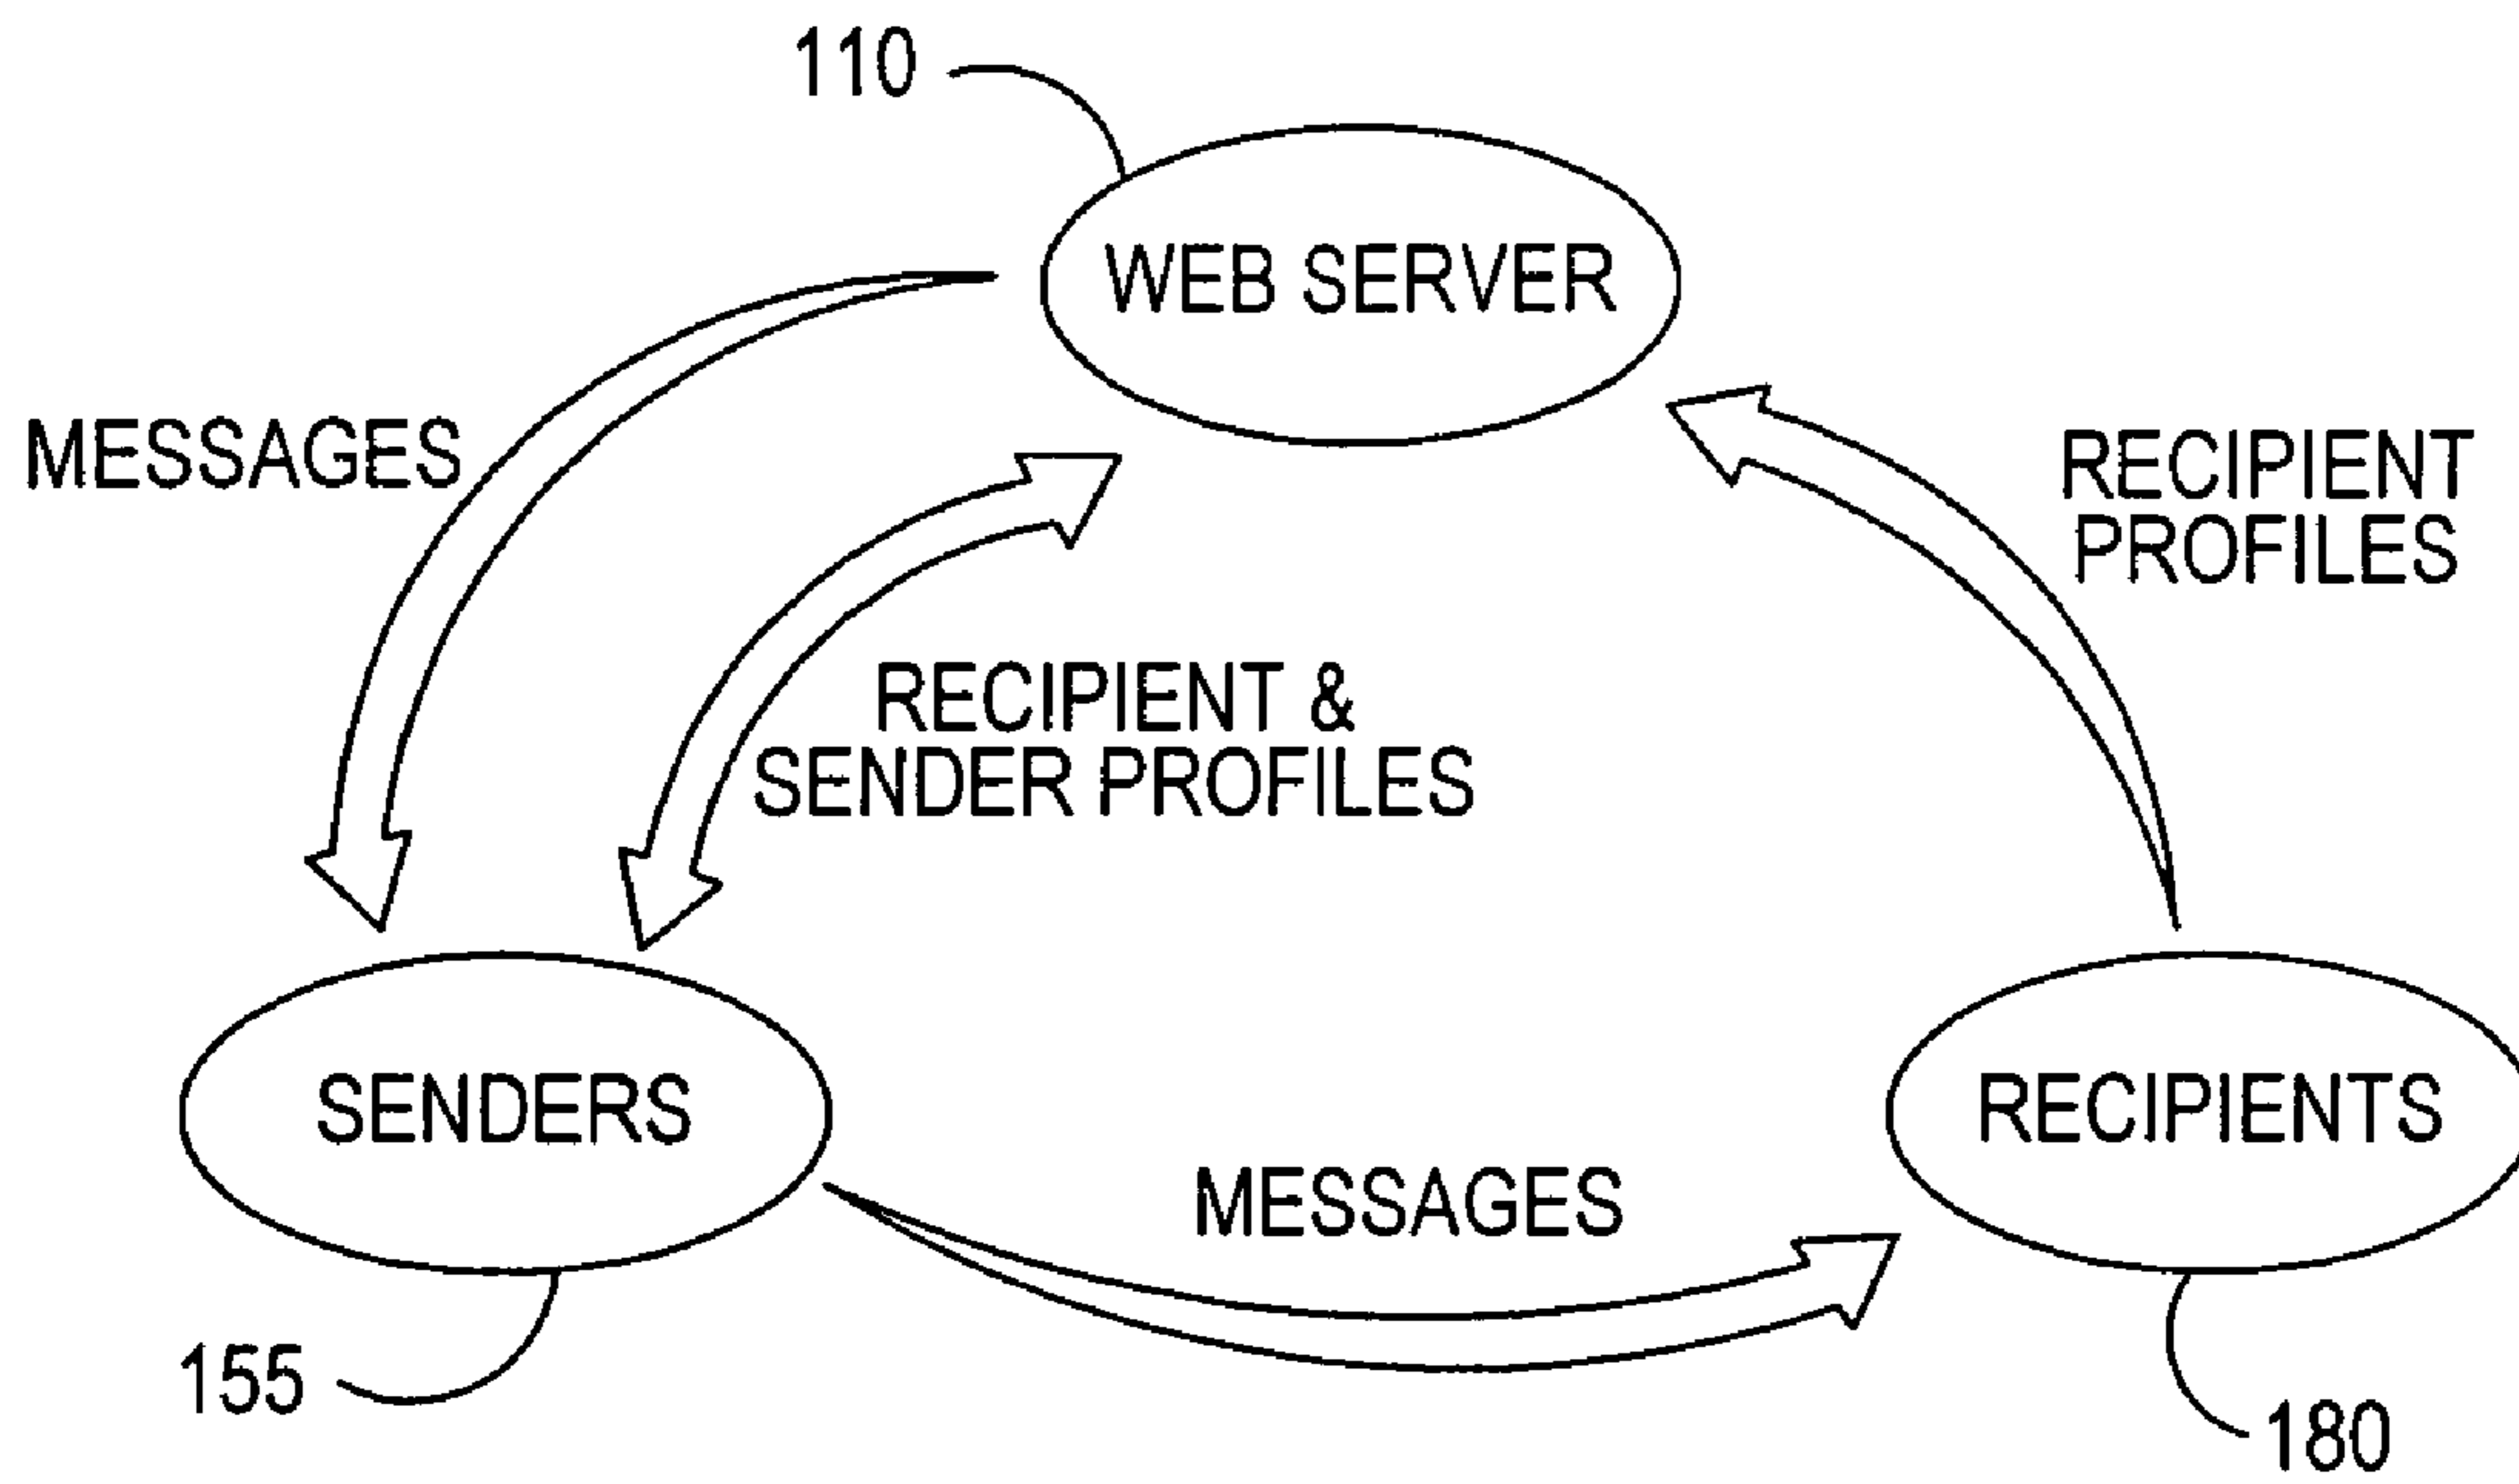 110
WEB SERVER
MESSAGES
RECIPIENT
PROFILES
RECIPIENT &
SENDER PROFILES
SENDERS
RECIPIENTS
MESSAGES
155
180